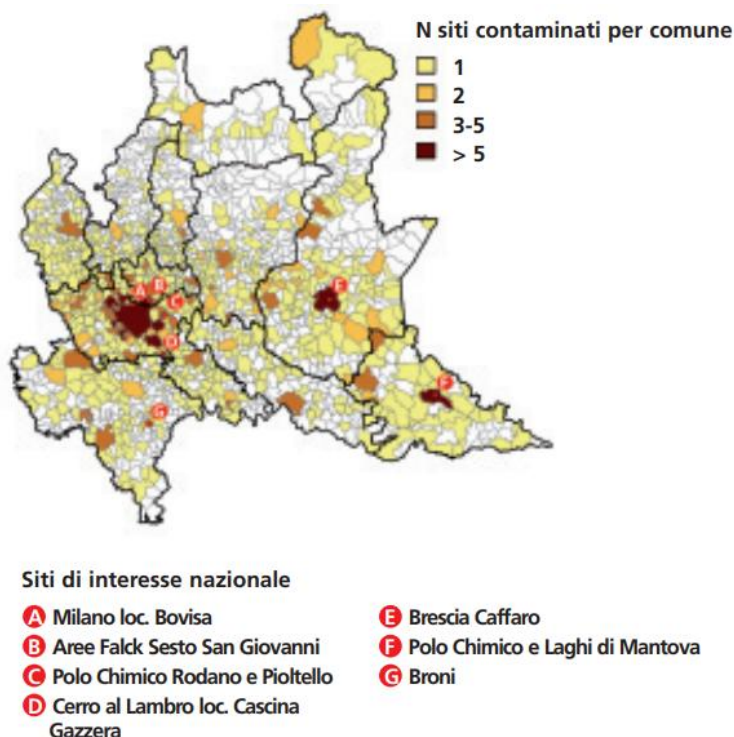 N siti contaminati per comune
1
2
3-5
> 5
A
B
C
D
E
F
G
Siti di interesse nazionale
A Milano loc. Bovisa
B Aree Falck Sesto San Giovanni
C Polo Chimico Rodano e Pioltello
D Cerro al Lambro loc. Cascina
Gazzera
E Brescia Caffaro
F Polo Chimico e Laghi di Mantova
G Broni